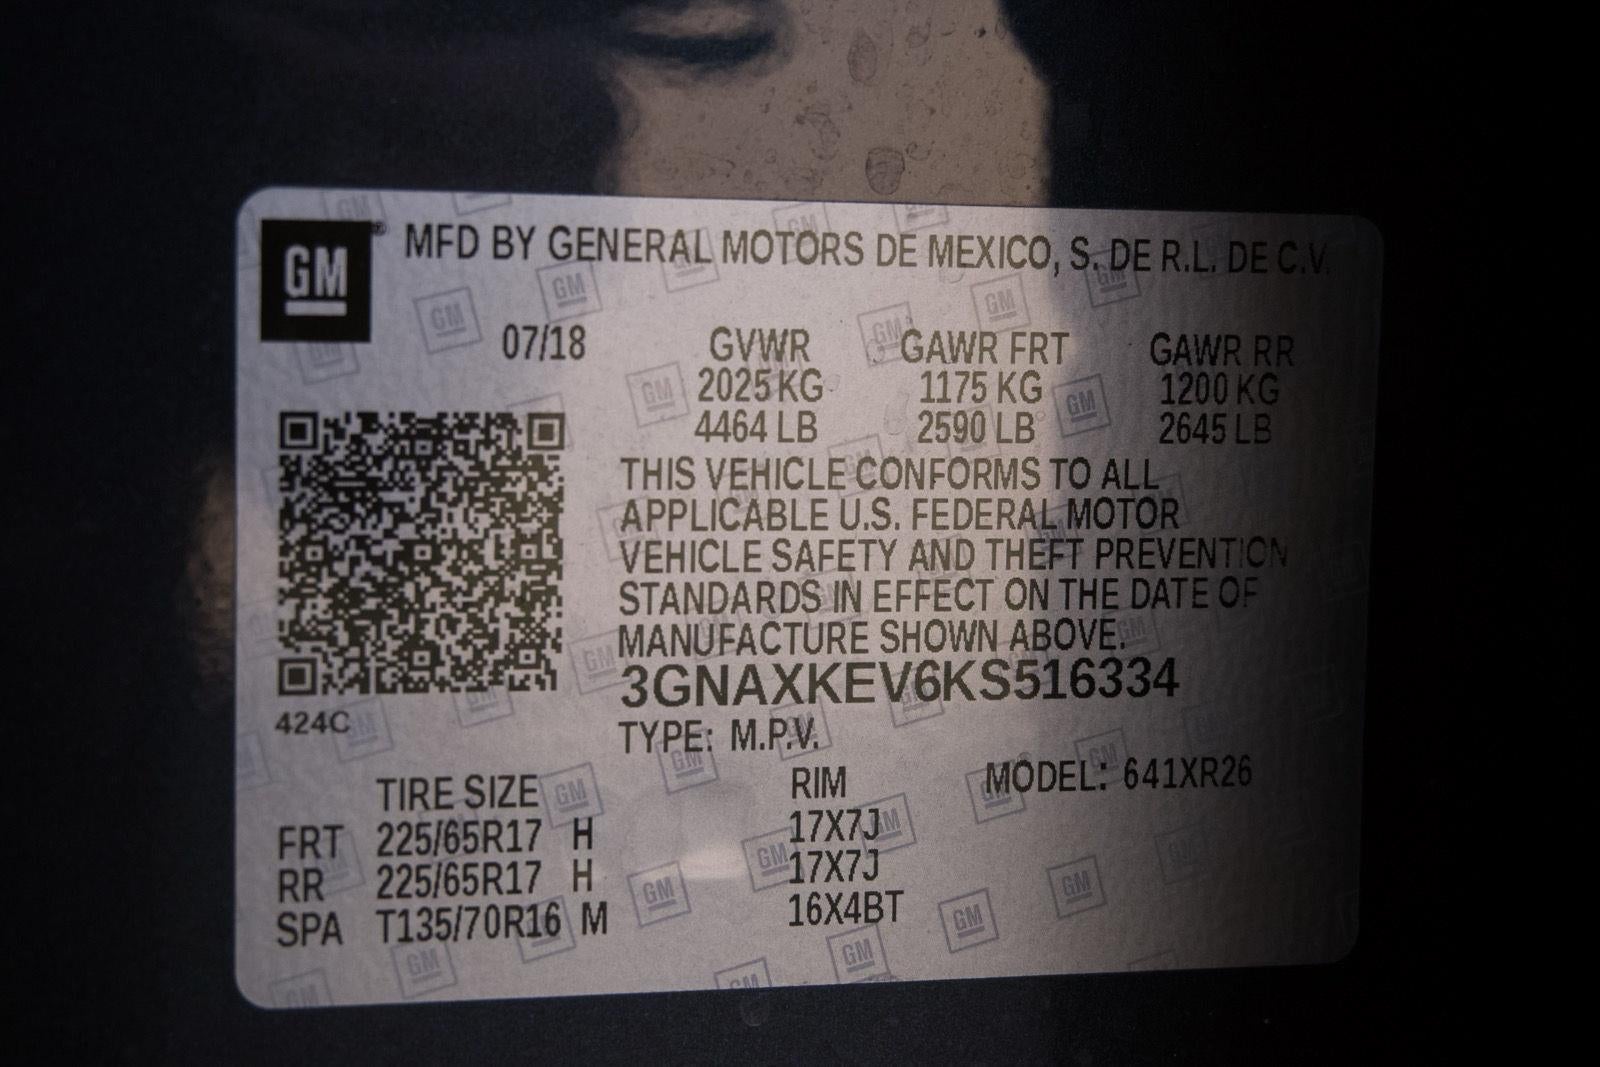 GM
MFD BY GENERAL MOTORS DE MEXICO, S. DE R.L. DE C.V.
07/18 GVWR GAWR FRT GAWR RR
2025 KG 1175 KG 1200 KG
4464 LB 2590 LB 2645 LB
THIS VEHICLE CONFORMS TO ALL
APPLICABLE U.S. FEDERAL MOTOR
VEHICLE SAFETY AND THEFT PREVENTION
STANDARDS IN EFFECT ON THE DATE OF
MANUFACTURE SHOWN ABOVE.
3GNAXKEV6KS516334
424C
TYPE: M.P.V.
TIRE SIZE RIM MODEL: 641XR26
FRT 225/65R17 H 17X7J
RR 225/65R17 H 17X7J
SPA T135/70R16 M 16X4BT